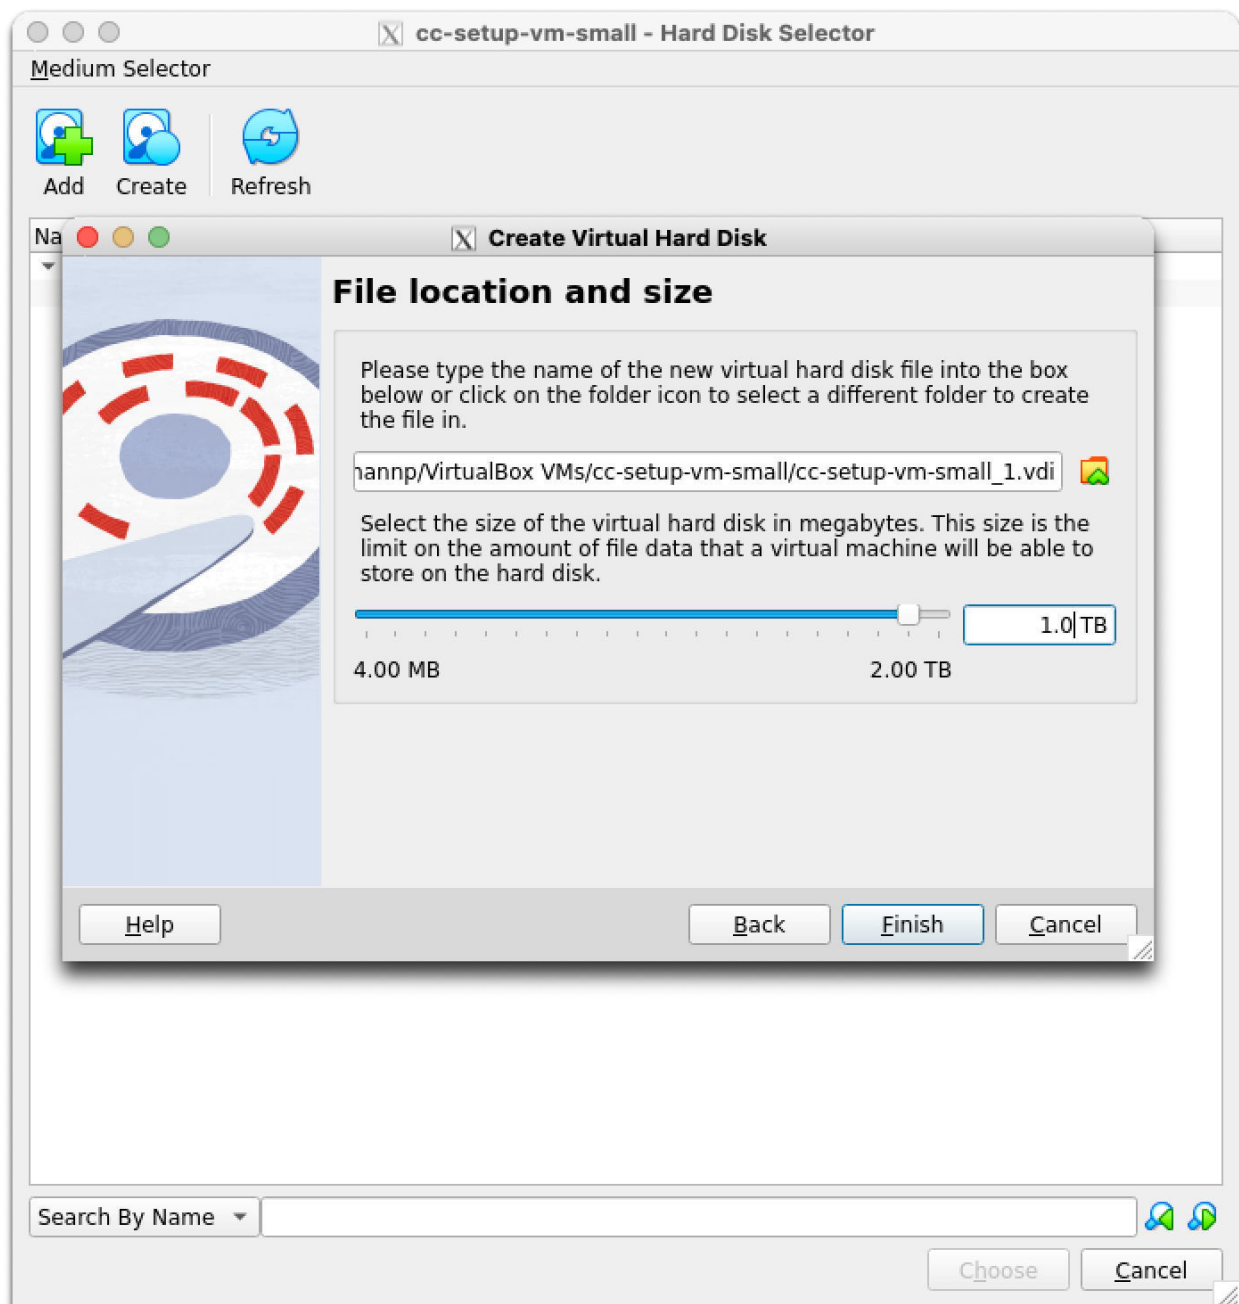 cc-setup-vm-small - Hard Disk Selector
Medium Selector
Add Create Refresh
Na
Create Virtual Hard Disk
File location and size
Please type the name of the new virtual hard disk file into the box
below or click on the folder icon to select a different folder to create
the file in.
nannp/VirtualBox VMs/cc-setup-vm-small/cc-setup-vm-small_1.vdi
Select the size of the virtual hard disk in megabytes. This size is the
limit on the amount of file data that a virtual machine will be able to
store on the hard disk.
1.0 TB
4.00 MB 2.00 TB
Help Back Finish Cancel
Search By Name
Choose Cancel